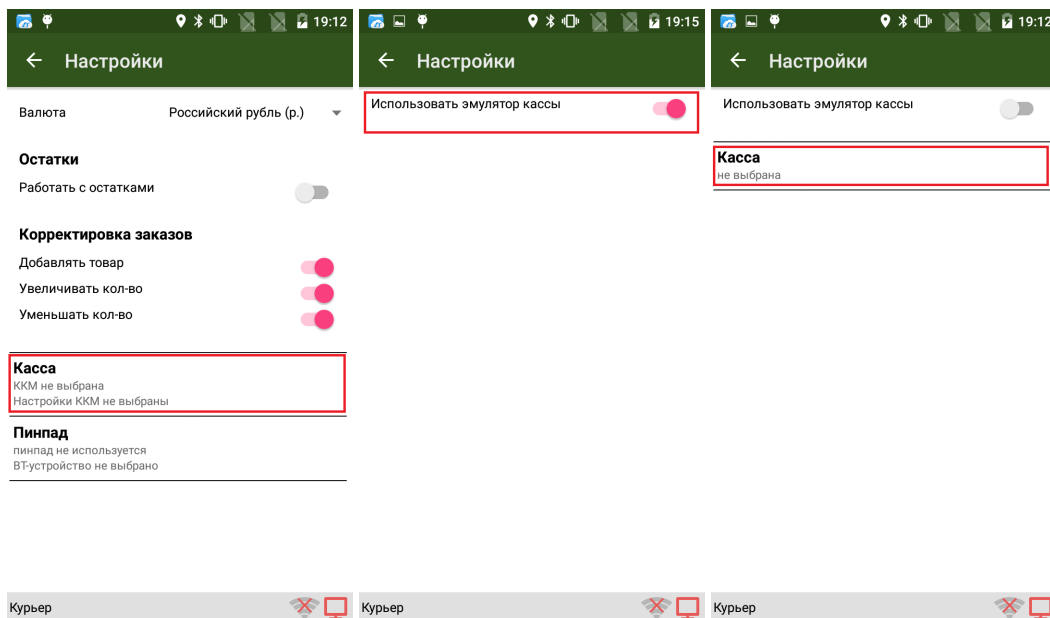 19:12
Настройки
Валюта Российский рубль (р.)
Остатки
Работать с остатками
Корректировка заказов
Добавлять товар
Увеличивать кол-во
Уменьшать кол-во
Касса
ККМ не выбрана
Настройки ККМ не выбраны
Пинпад
пинпад не используется
BT-устройство не выбрано
Курьер
19:15
Настройки
Использовать эмулятор кассы
Курьер
19:12
Настройки
Использовать эмулятор кассы
Касса
не выбрана
Курьер